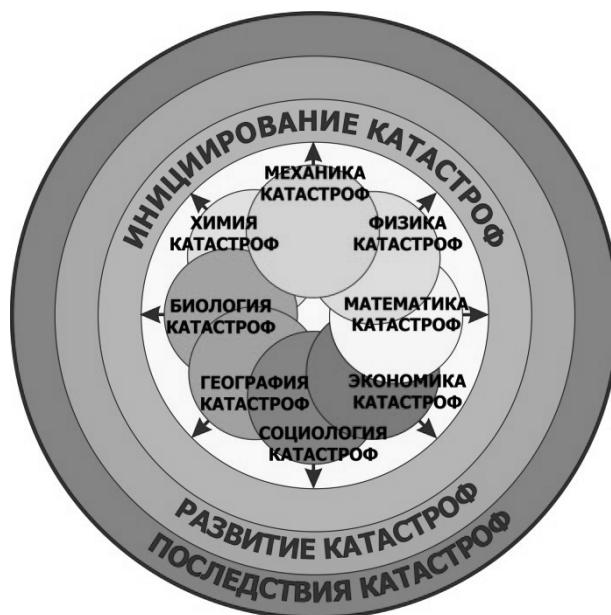 ИНИЦИИРОВАНИЕ КАТАСТРОФ
МЕХАНИКА
КАТАСТРОФ
ХИМИЯ
КАТАСТРОФ
ФИЗИКА
КАТАСТРОФ
БИОЛОГИЯ
КАТАСТРОФ
МАТЕМАТИКА
КАТАСТРОФ
ГЕОГРАФИЯ
КАТАСТРОФ
ЭКОНОМИКА
КАТАСТРОФ
СОЦИОЛОГИЯ
КАТАСТРОФ
РАЗВИТИЕ КАТАСТРОФ
ПОСЛЕДСТВИЯ КАТАСТРОФ